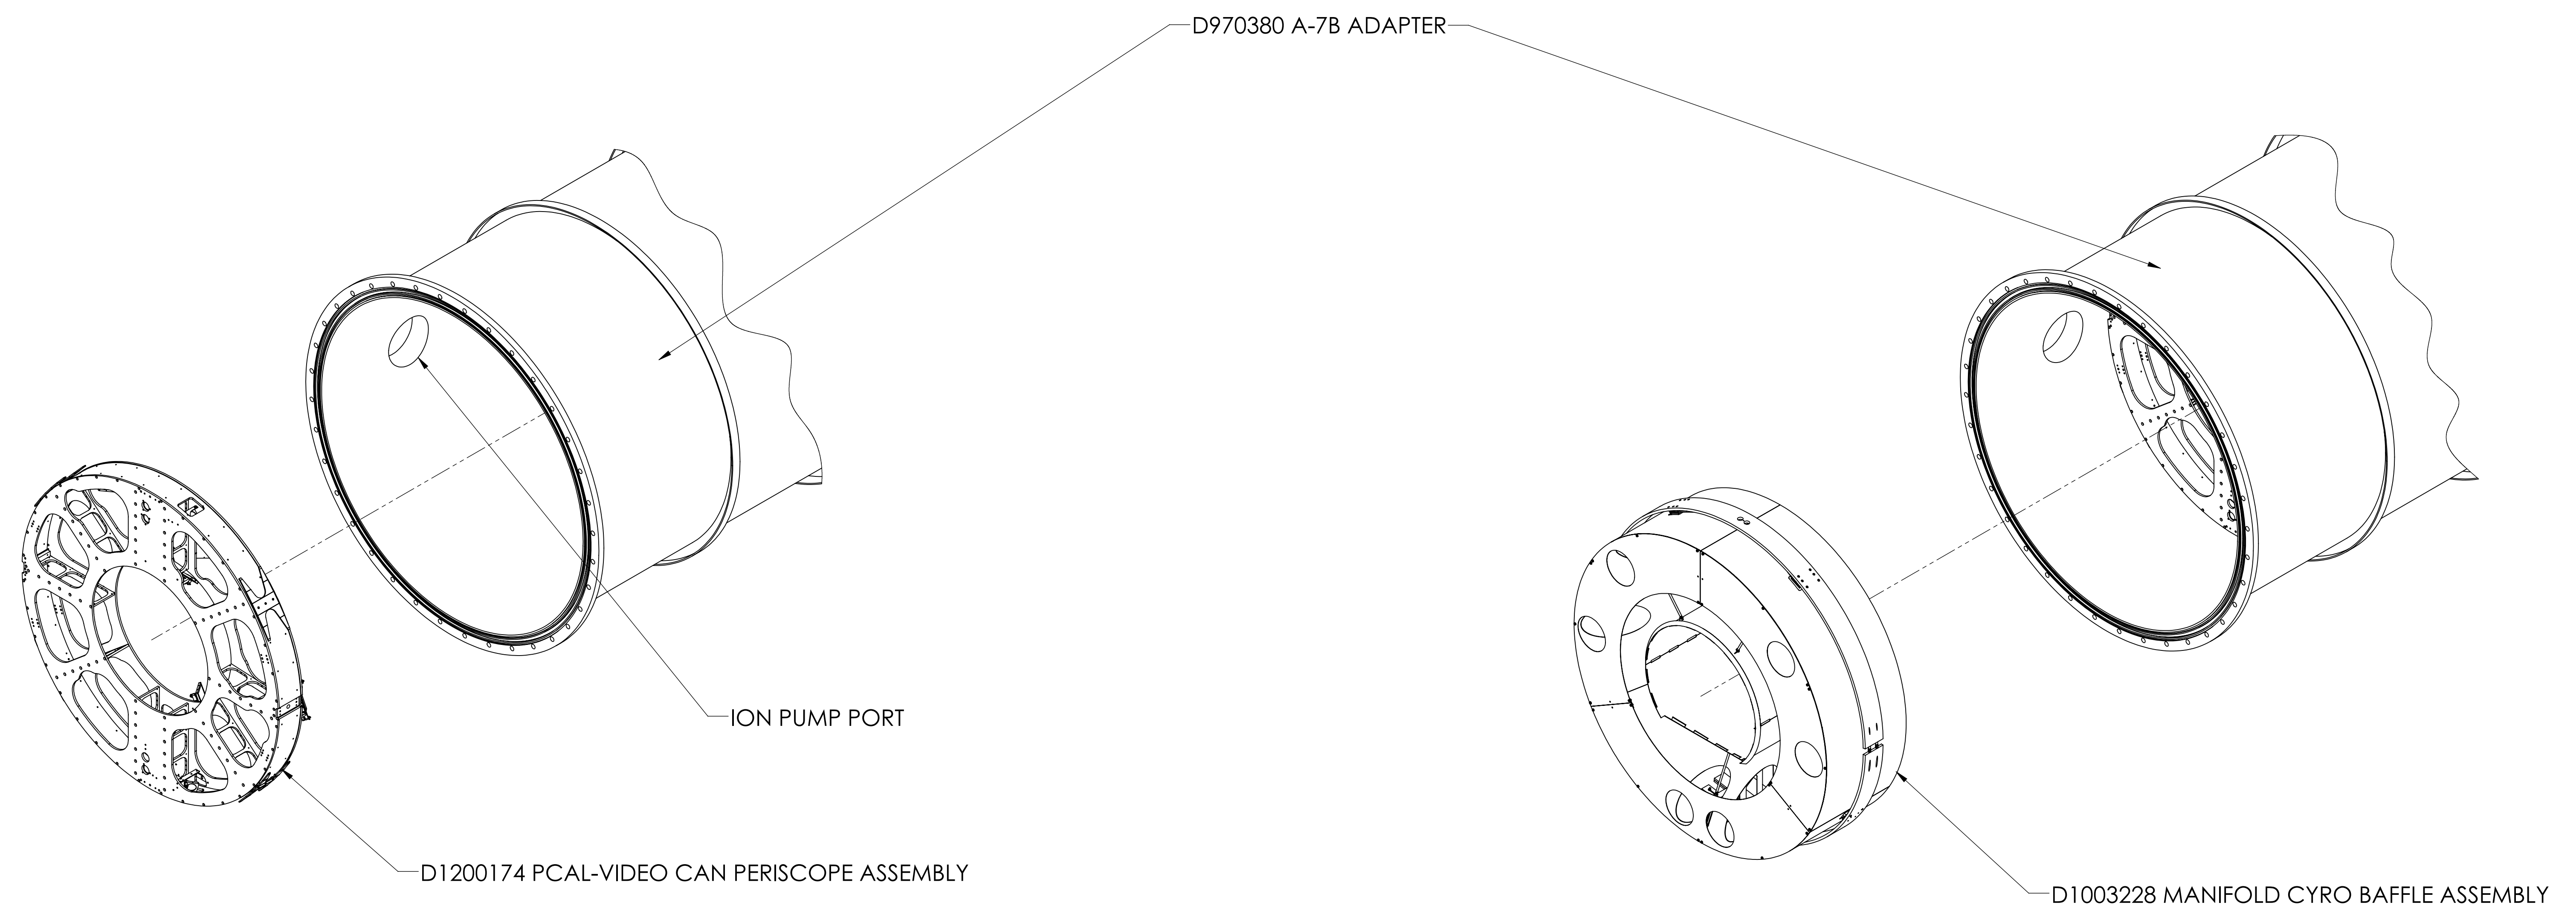 D970380 A-7B ADAPTER
ION PUMP PORT
D1200174 PCAL-VIDEO CAN PERISCOPE ASSEMBLY
D1003228 MANIFOLD CYRO BAFFLE ASSEMBLY